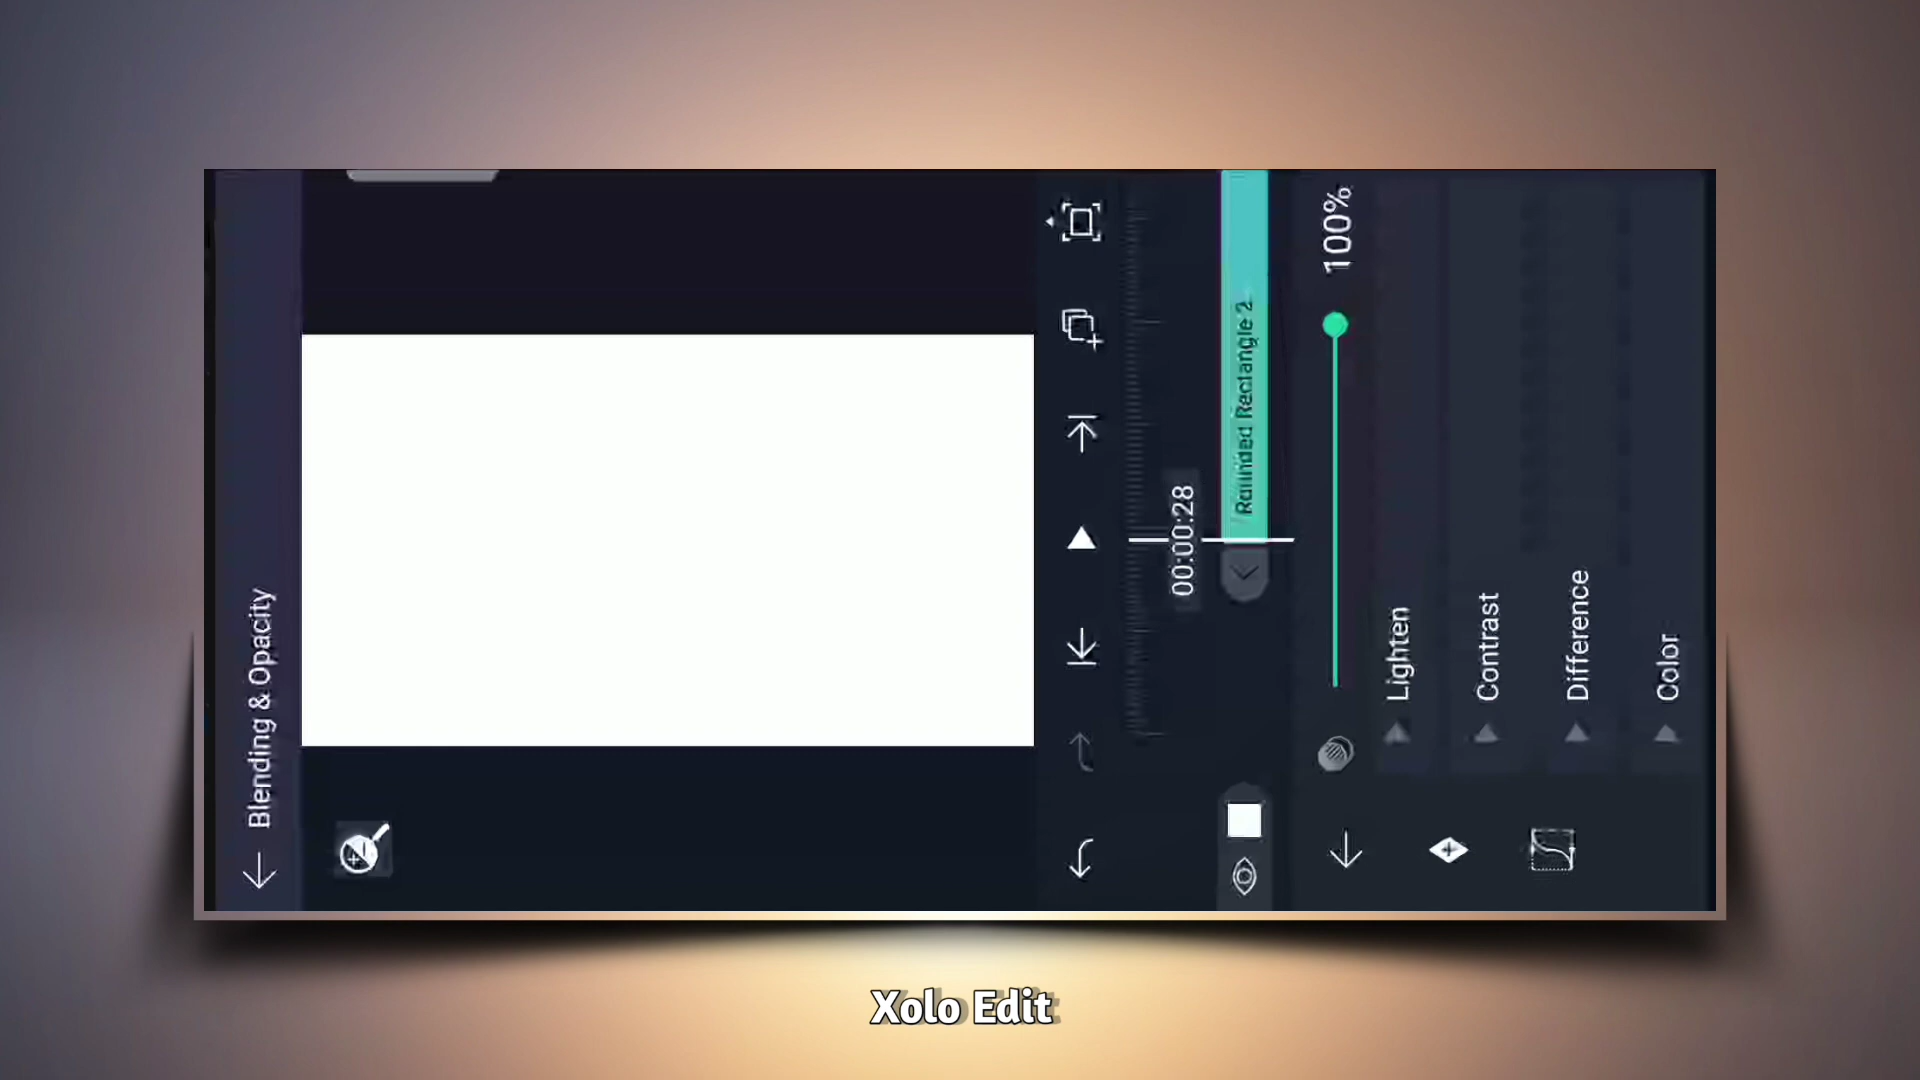 Blending & Opacity
00:00:28
Rounded Rectangle 2
100%
Lighten
Contrast
Difference
Color
Xolo Edit